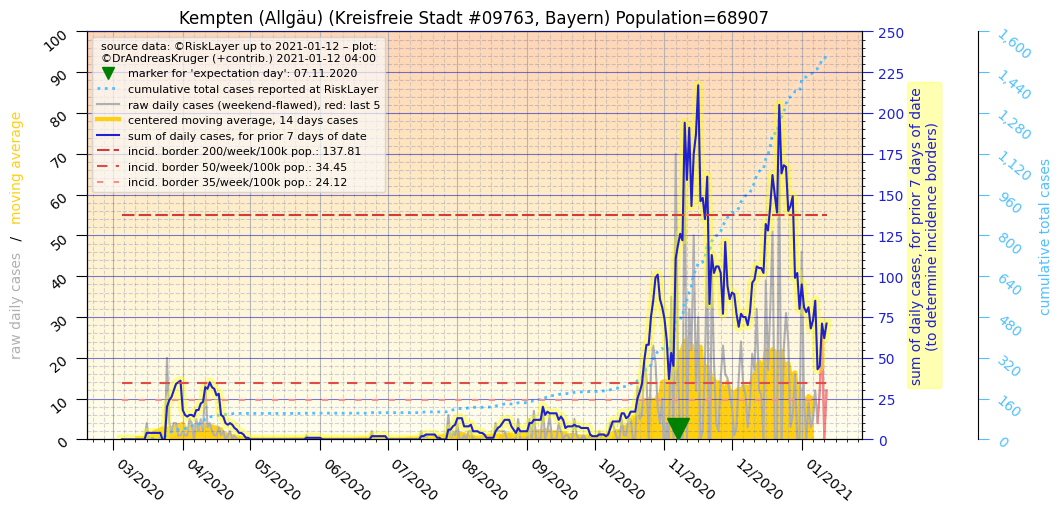 Kempten (Allgäu) (Kreisfreie Stadt #09763, Bayern) Population=68907
source data: ©RiskLayer up to 2021-01-12 – plot:
©DrAndreasKruger (+contrib.) 2021-01-12 04:00
marker for 'expectation day': 07.11.2020
cumulative total cases reported at RiskLayer
raw daily cases (weekend-flawed), red: last 5
centered moving average, 14 days cases
sum of daily cases, for prior 7 days of date
incid. border 200/week/100k pop.: 137.81
incid. border 50/week/100k pop.: 34.45
incid. border 35/week/100k pop.: 24.12
raw daily cases / moving average
100
90
80
70
60
50
40
30
20
10
0
03/2020
04/2020
05/2020
06/2020
07/2020
08/2020
09/2020
10/2020
11/2020
12/2020
01/2021
250
225
200
175
150
125
100
75
50
25
0
sum of daily cases, for prior 7 days of date
(to determine incidence borders)
1,600
1,440
1,280
1,120
960
800
640
480
320
160
0
cumulative total cases